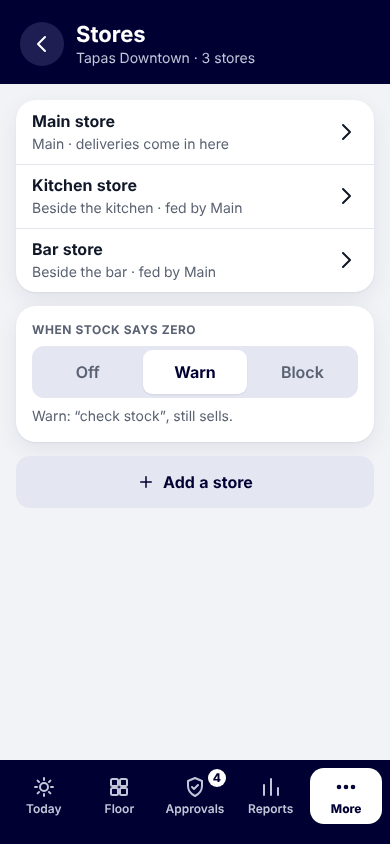 Stores
Tapas Downtown · 3 stores
Main store
Main · deliveries come in here
Kitchen store
Beside the kitchen · fed by Main
Bar store
Beside the bar · fed by Main
WHEN STOCK SAYS ZERO
Off Warn Block
Warn: “check stock”, still sells.
+ Add a store
4
Today Floor Approvals Reports More